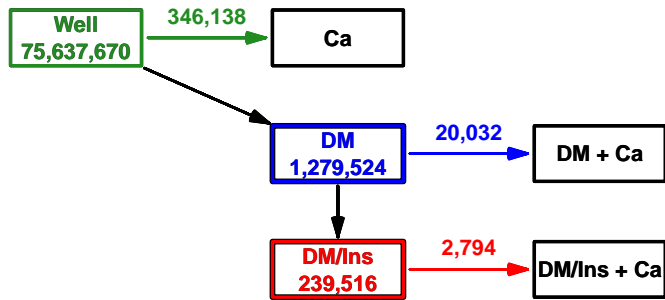 Well
75,637,670
346,138
Ca
DM
1,279,524
20,032
DM + Ca
DM/Ins
239,516
2,794
DM/Ins + Ca